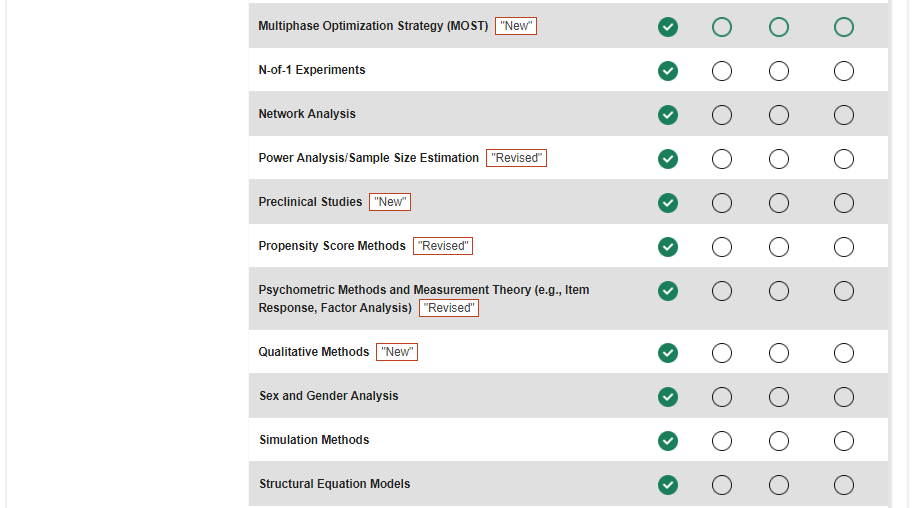 Multiphase Optimization Strategy (MOST) "New"
N-of-1 Experiments
Network Analysis
Power Analysis/Sample Size Estimation "Revised"
Preclinical Studies "New"
Propensity Score Methods "Revised"
Psychometric Methods and Measurement Theory (e.g., Item
Response, Factor Analysis) "Revised"
Qualitative Methods "New"
Sex and Gender Analysis
Simulation Methods
Structural Equation Models